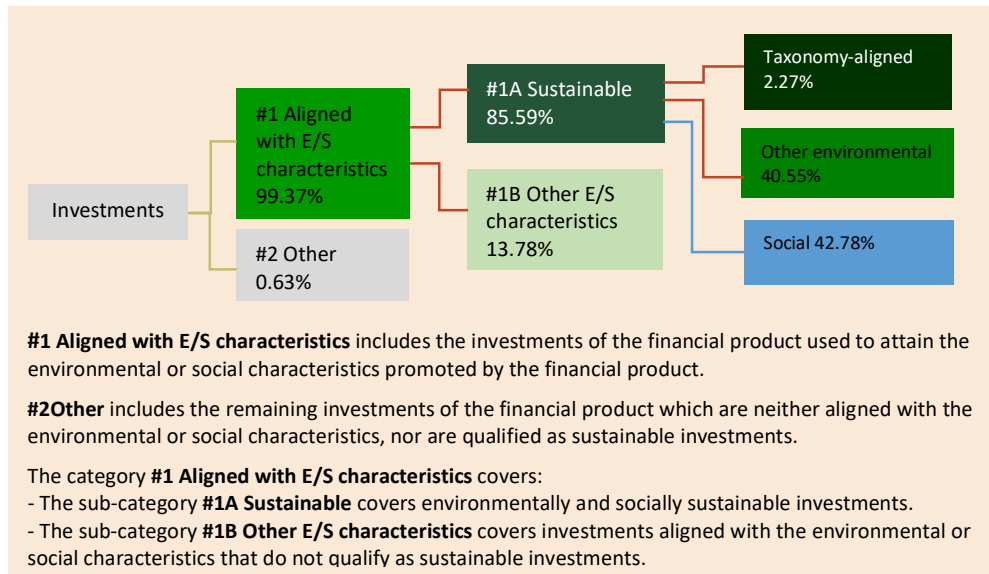 Investments
#1 Aligned
with E/S
characteristics
99.37%
#2 Other
0.63%
#1A Sustainable
85.59%
#1B Other E/S
characteristics
13.78%
Taxonomy-aligned
2.27%
Other environmental
40.55%
Social 42.78%
#1 Aligned with E/S characteristics includes the investments of the financial product used to attain the
environmental or social characteristics promoted by the financial product.
#2Other includes the remaining investments of the financial product which are neither aligned with the
environmental or social characteristics, nor are qualified as sustainable investments.
The category #1 Aligned with E/S characteristics covers:
- The sub-category #1A Sustainable covers environmentally and socially sustainable investments.
- The sub-category #1B Other E/S characteristics covers investments aligned with the environmental or
social characteristics that do not qualify as sustainable investments.